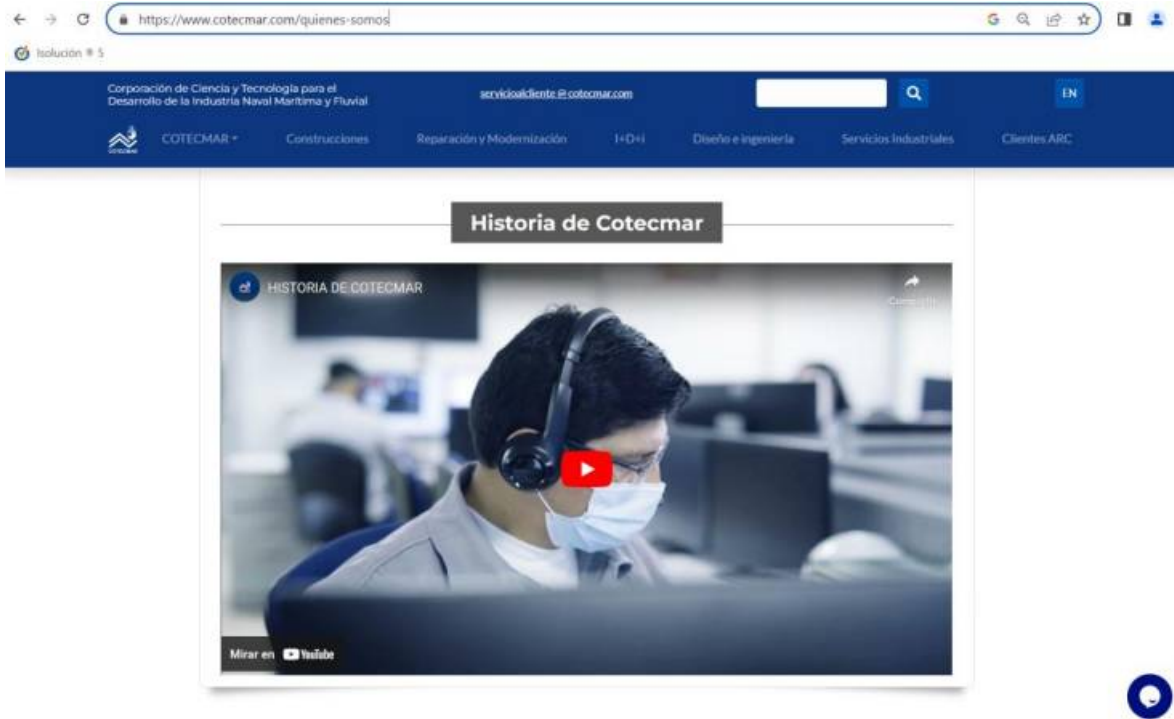 https://www.cotecmar.com/quienes-somos
Isolución ® 5
Corporación de Ciencia y Tecnología para el
Desarrollo de la Industria Naval Marítima y Fluvial
servicioalcliente@cotecmar.com
EN
COTECMAR
COTECMAR
Construcciones
Reparación y Modernización
I+D+i
Diseño e ingeniería
Servicios Industriales
Clientes ARC
Historia de Cotecmar
HISTORIA DE COTECMAR
Compartir
Mirar en YouTube